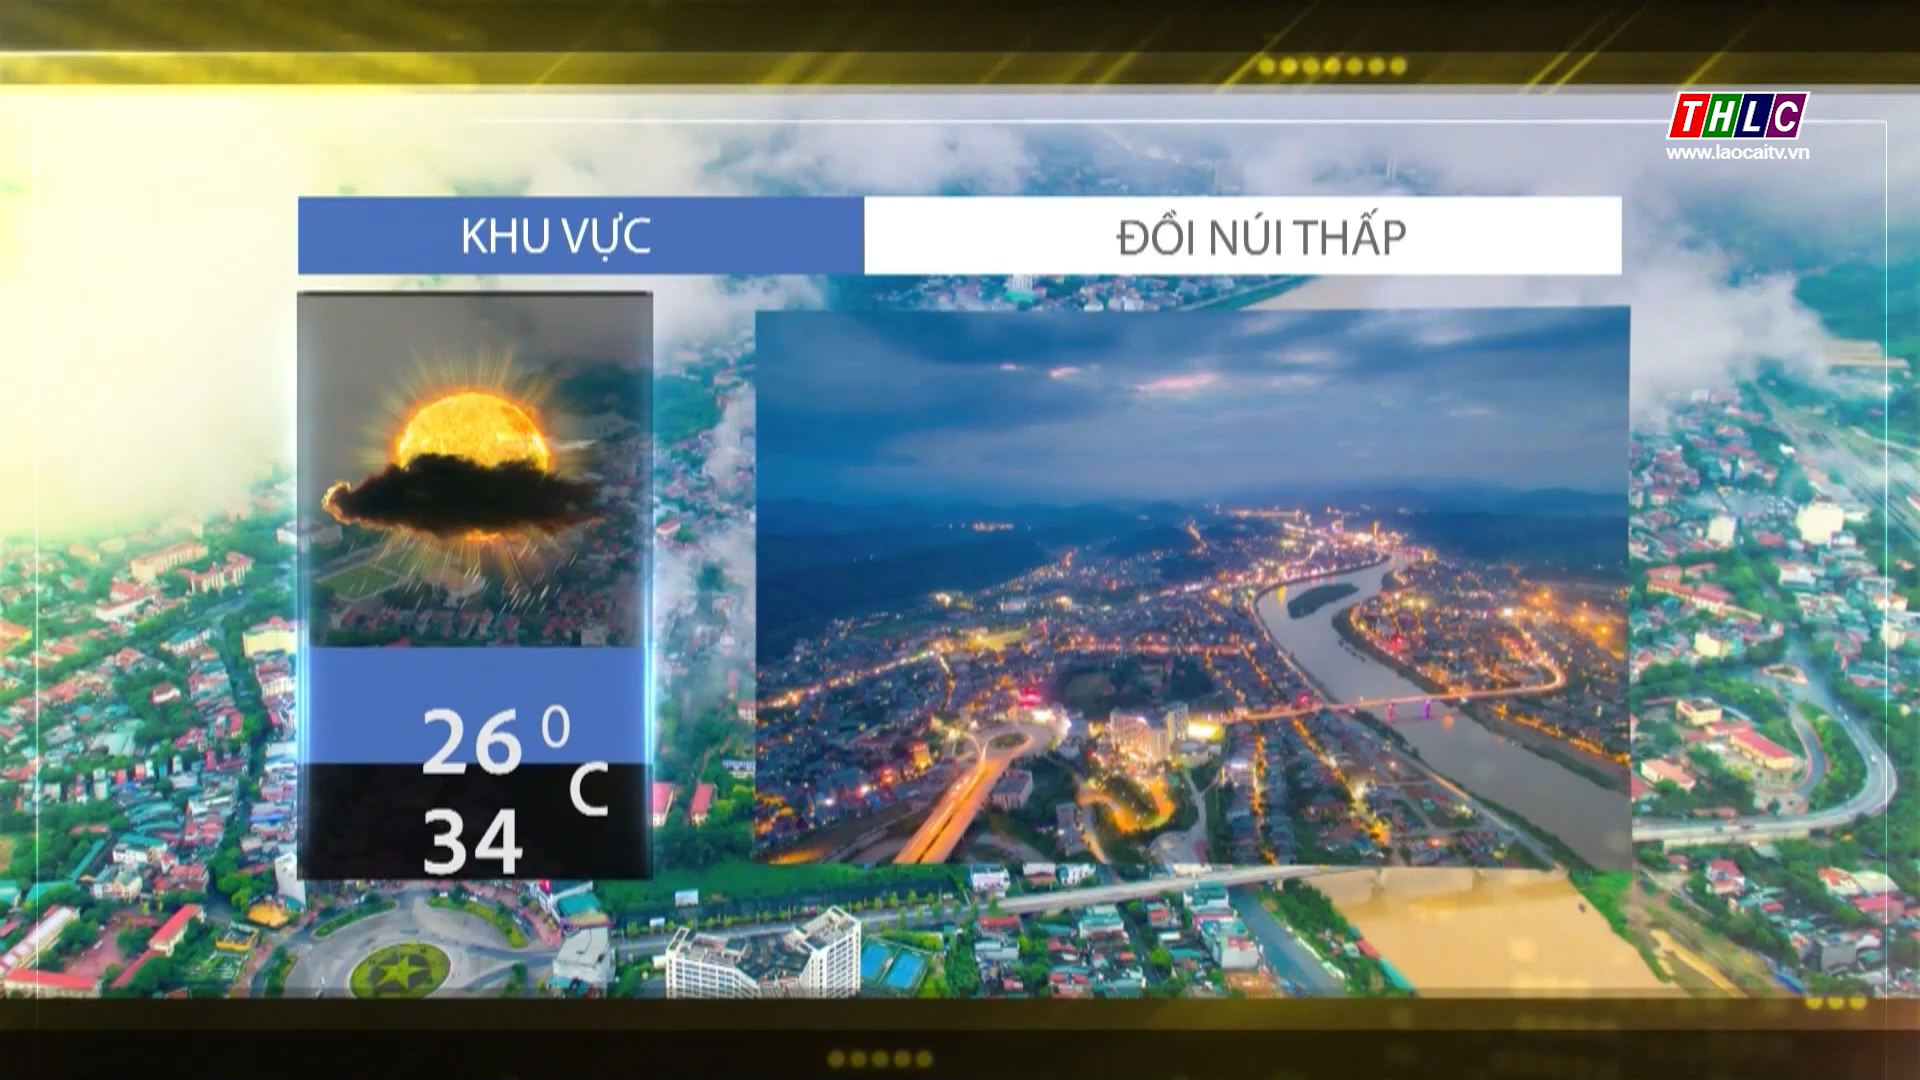 THLC
www.laocaitv.vn
KHU VỰC
ĐỒI NÚI THẤP
26 0
C
34